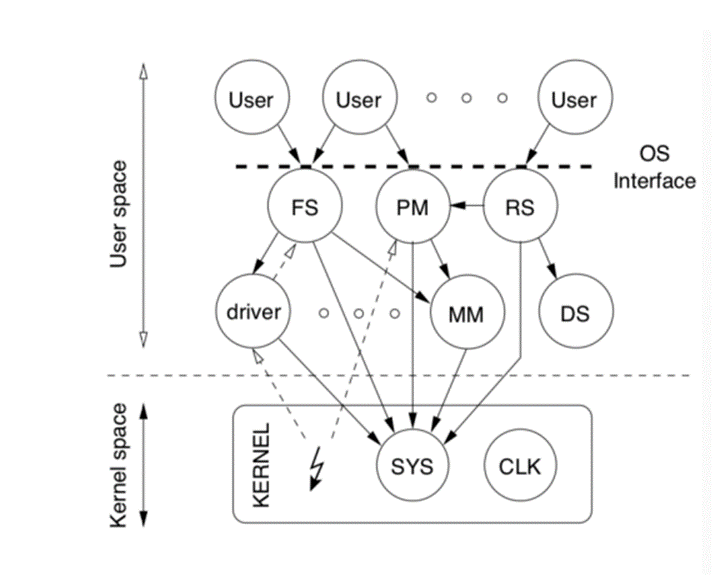 User
User
User
OS
Interface
User space
FS
PM
RS
driver
MM
DS
Kernel space
KERNEL
SYS
CLK